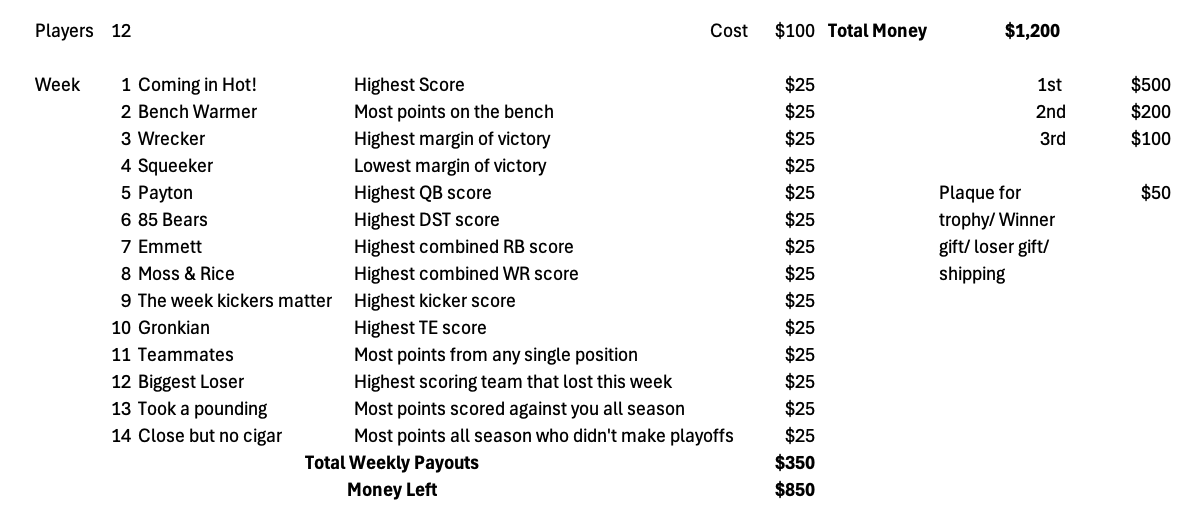 Players 12 Cost $100 Total Money $1,200
Week 1 Coming in Hot! Highest Score $25 1st $500
2 Bench Warmer Most points on the bench $25 2nd $200
3 Wrecker Highest margin of victory $25 3rd $100
4 Squeeker Lowest margin of victory $25
5 Payton Highest QB score $25 Plaque for $50
6 85 Bears Highest DST score $25 trophy/ Winner
7 Emmett Highest combined RB score $25 gift/ loser gift/
8 Moss & Rice Highest combined WR score $25 shipping
9 The week kickers matter Highest kicker score $25
10 Gronkian Highest TE score $25
11 Teammates Most points from any single position $25
12 Biggest Loser Highest scoring team that lost this week $25
13 Took a pounding Most points scored against you all season $25
14 Close but no cigar Most points all season who didn't make playoffs $25
Total Weekly Payouts $350
Money Left $850